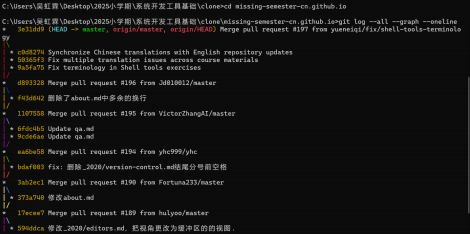 C:\Users\吴虹霖\Desktop\2025小学期\系统开发工具基础\clone>cd missing-semester-cn.github.io
C:\Users\吴虹霖\Desktop\2025小学期\系统开发工具基础\clone\missing-semester-cn.github.io>git log --all --graph --oneline
* 3e31dd9 (HEAD -> master, origin/master, origin/HEAD) Merge pull request #197 from yueneiqi/fix/shell-tools-terminolo
gy
|\
| * c0d827d Synchronize Chinese translations with English repository updates
| * 50365f3 Fix multiple translation issues across course materials
| * 9a5fa75 Fix terminology in Shell tools exercises
|/
* d893328 Merge pull request #196 from Jd010012/master
|\
| * f43d642 删除了about.md中多余的换行
|/
* 1107558 Merge pull request #195 from VictorZhangAI/master
|\
| * 6fdc4b5 Update qa.md
| * 9cde6ae Update qa.md
|/
* ea6be58 Merge pull request #194 from yhc999/yhc
|\
| * bdaf003 fix: 删除_2020/version-control.md结尾分号前空格
|/
* 3ab2ec1 Merge pull request #190 from Fortuna233/master
|\
| * 373a740 修改about.md
|/
* 17ecee7 Merge pull request #189 from hulyoo/master
|\
| * 594ddca 修改_2020/editors.md，把视角更改为缓冲区的的视图.